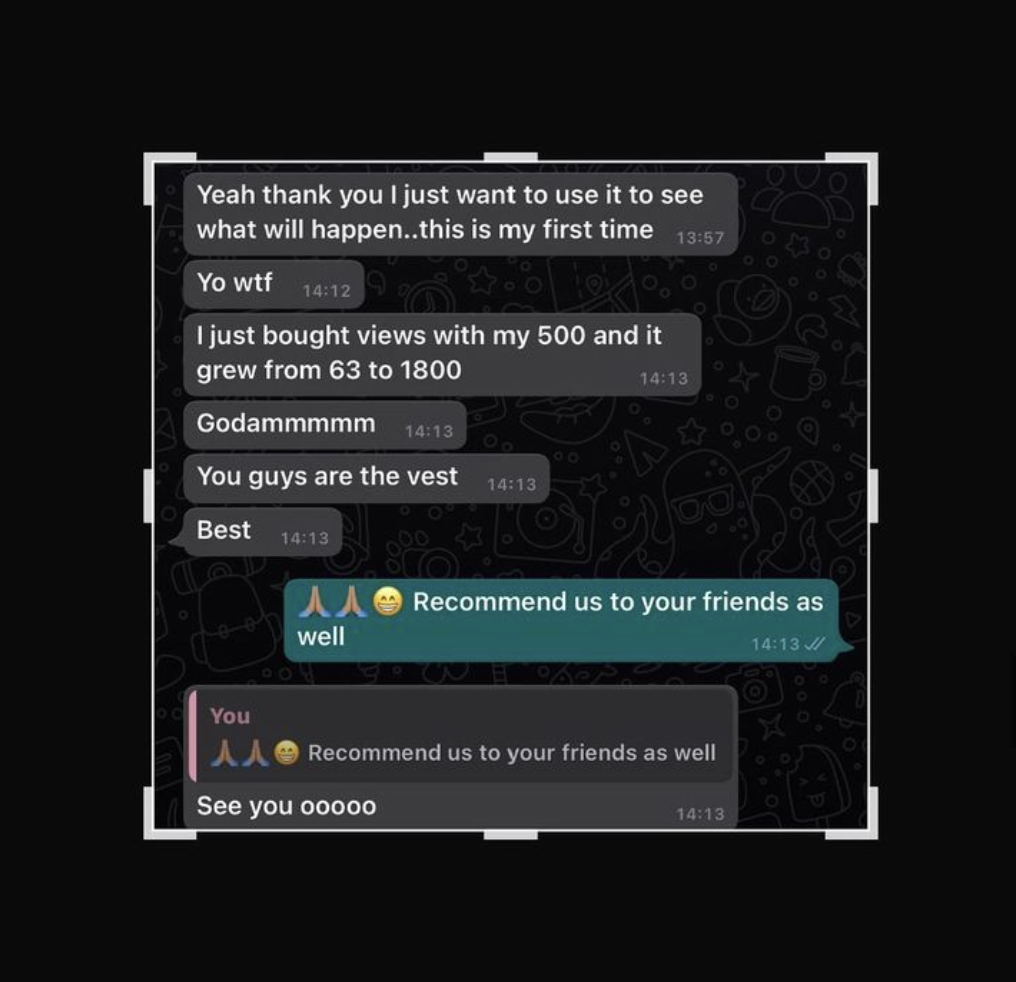 Yeah thank you I just want to use it to see
what will happen..this is my first time 13:57
Yo wtf 14:12
I just bought views with my 500 and it
grew from 63 to 1800 14:13
Godammmmm 14:13
You guys are the vest 14:13
Best 14:13
🙏🏽🙏🏽😁 Recommend us to your friends as
well 14:13
You
🙏🏽🙏🏽😁 Recommend us to your friends as well
See you ooooo 14:13